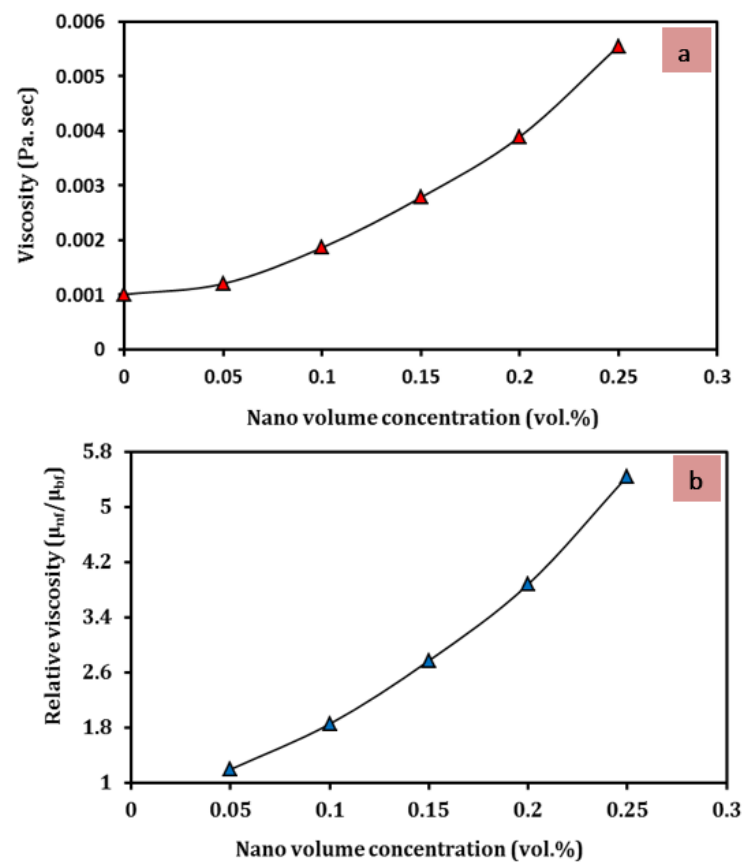 0.006
a
0.005
0.004
0.003
0.002
0.001
0
Viscosity (Pa. sec)
0 0.05 0.1 0.15 0.2 0.25 0.3
Nano volume concentration (vol.%)
5.8
b
5
4.2
3.4
2.6
1.8
1
Relative viscosity (μnf/μbf)
0 0.05 0.1 0.15 0.2 0.25 0.3
Nano volume concentration (vol.%)